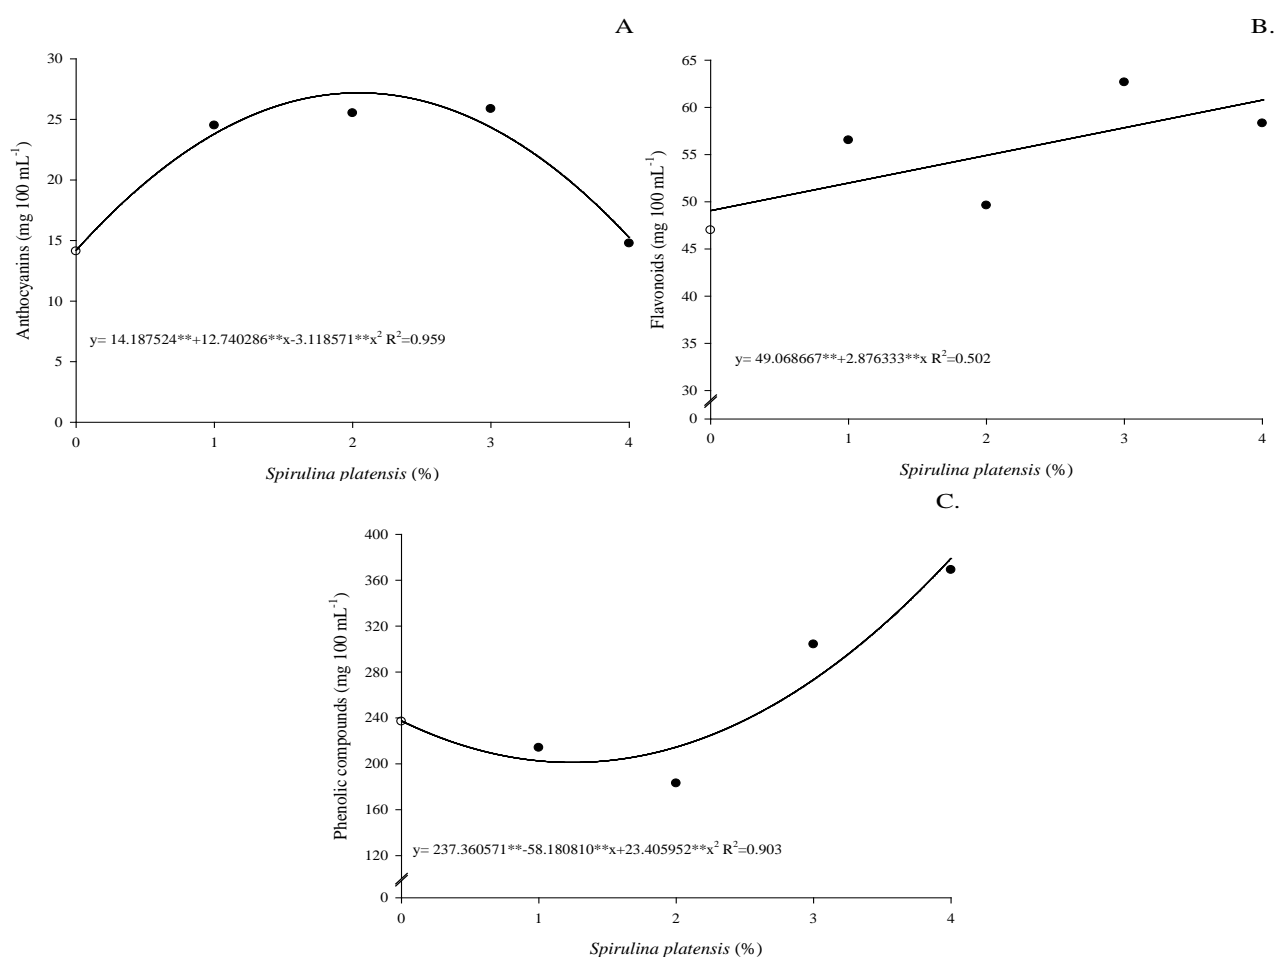 A
30
25
20
15
10
5
0
Anthocyanins (mg 100 mL⁻¹)
y= 14.187524**+12.740286**x-3.118571**x² R²=0.959
0 1 2 3 4
Spirulina platensis (%)
B.
65
60
55
50
45
40
35
30
0
Flavonoids (mg 100 mL⁻¹)
y= 49.068667**+2.876333**x R²=0.502
0 1 2 3 4
Spirulina platensis (%)
C.
400
360
320
280
240
200
160
120
0
Phenolic compounds (mg 100 mL⁻¹)
y= 237.360571**-58.180810**x+23.405952**x² R²=0.903
0 1 2 3 4
Spirulina platensis (%)